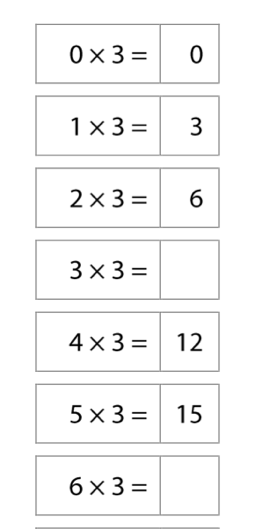 0 × 3 = 0
1 × 3 = 3
2 × 3 = 6
3 × 3 =
4 × 3 = 12
5 × 3 = 15
6 × 3 =